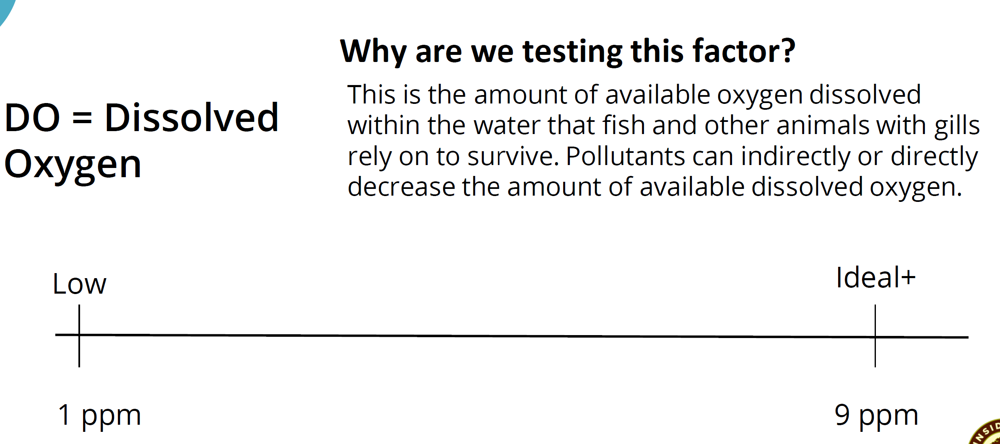 Why are we testing this factor?
DO = Dissolved
Oxygen
This is the amount of available oxygen dissolved
within the water that fish and other animals with gills
rely on to survive. Pollutants can indirectly or directly
decrease the amount of available dissolved oxygen.
Low
Ideal+
1 ppm
9 ppm